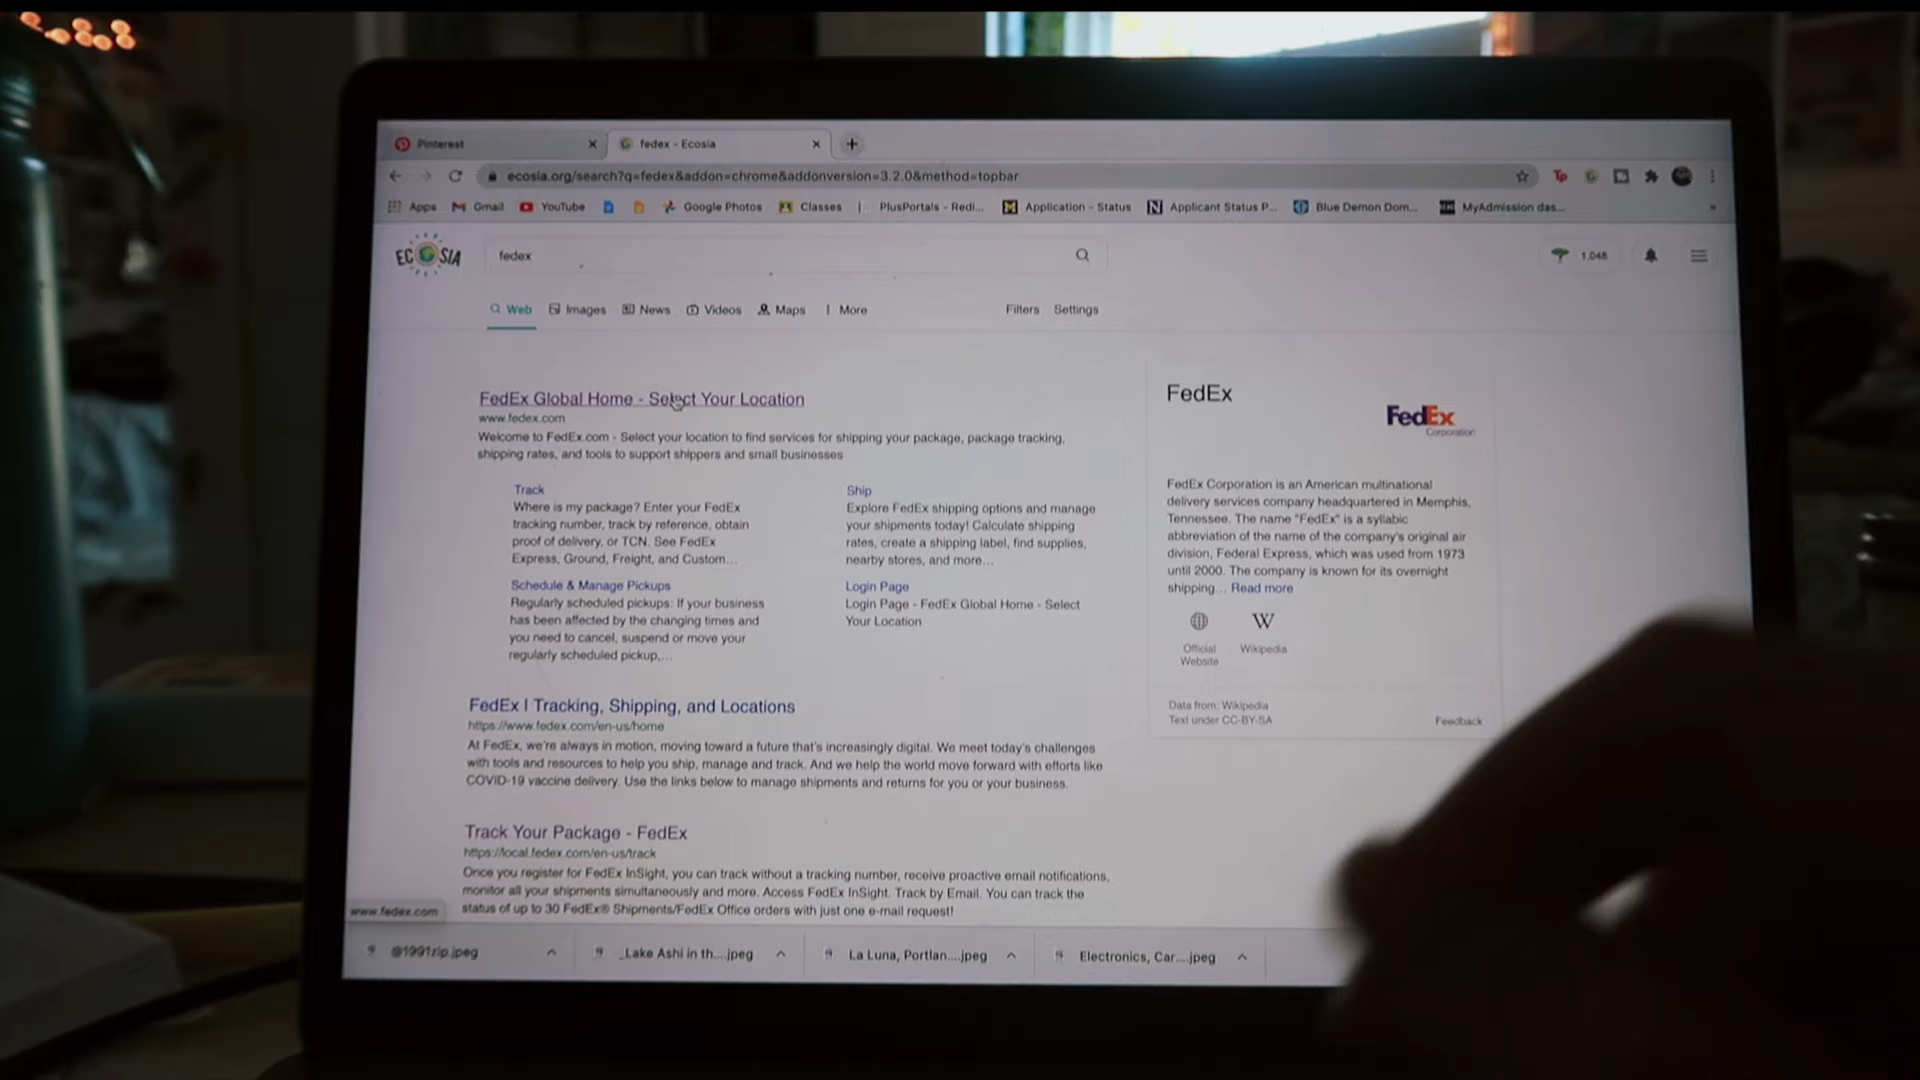 Pinterest
fedex - Ecosia
ecosia.org/search?q=fedex&addon=chrome&addonversion=3.2.0&method=topbar
Apps Gmail YouTube Google Photos Classes PlusPortals - Redi... Application - Status Applicant Status P... Blue Demon Dom... MyAdmission das...
ECOSIA
fedex
1,048
Web Images News Videos Maps More Filters Settings
FedEx Global Home - Select Your Location
www.fedex.com
Welcome to FedEx.com - Select your location to find services for shipping your package, package tracking,
shipping rates, and tools to support shippers and small businesses
Track
Where is my package? Enter your FedEx
tracking number, track by reference, obtain
proof of delivery, or TCN. See FedEx
Express, Ground, Freight, and Custom...
Ship
Explore FedEx shipping options and manage
your shipments today! Calculate shipping
rates, create a shipping label, find supplies,
nearby stores, and more...
Schedule & Manage Pickups
Regularly scheduled pickups: If your business
has been affected by the changing times and
you need to cancel, suspend or move your
regularly scheduled pickup,...
Login Page
Login Page - FedEx Global Home - Select
Your Location
FedEx | Tracking, Shipping, and Locations
https://www.fedex.com/en-us/home
At FedEx, we're always in motion, moving toward a future that's increasingly digital. We meet today's challenges
with tools and resources to help you ship, manage and track. And we help the world move forward with efforts like
COVID-19 vaccine delivery. Use the links below to manage shipments and returns for you or your business.
Track Your Package - FedEx
https://local.fedex.com/en-us/track
Once you register for FedEx InSight, you can track without a tracking number, receive proactive email notifications,
monitor all your shipments simultaneously and more. Access FedEx InSight. Track by Email. You can track the
status of up to 30 FedEx® Shipments/FedEx Office orders with just one e-mail request!
FedEx
FedEx
Corporation
FedEx Corporation is an American multinational
delivery services company headquartered in Memphis,
Tennessee. The name "FedEx" is a syllabic
abbreviation of the name of the company's original air
division, Federal Express, which was used from 1973
until 2000. The company is known for its overnight
shipping... Read more
W
Official
Website
Wikipedia
Data from: Wikipedia
Text under CC-BY-SA
Feedback
www.fedex.com
@1991zip.jpeg
_Lake Ashi in th....jpeg
La Luna, Portlan....jpeg
Electronics, Car....jpeg